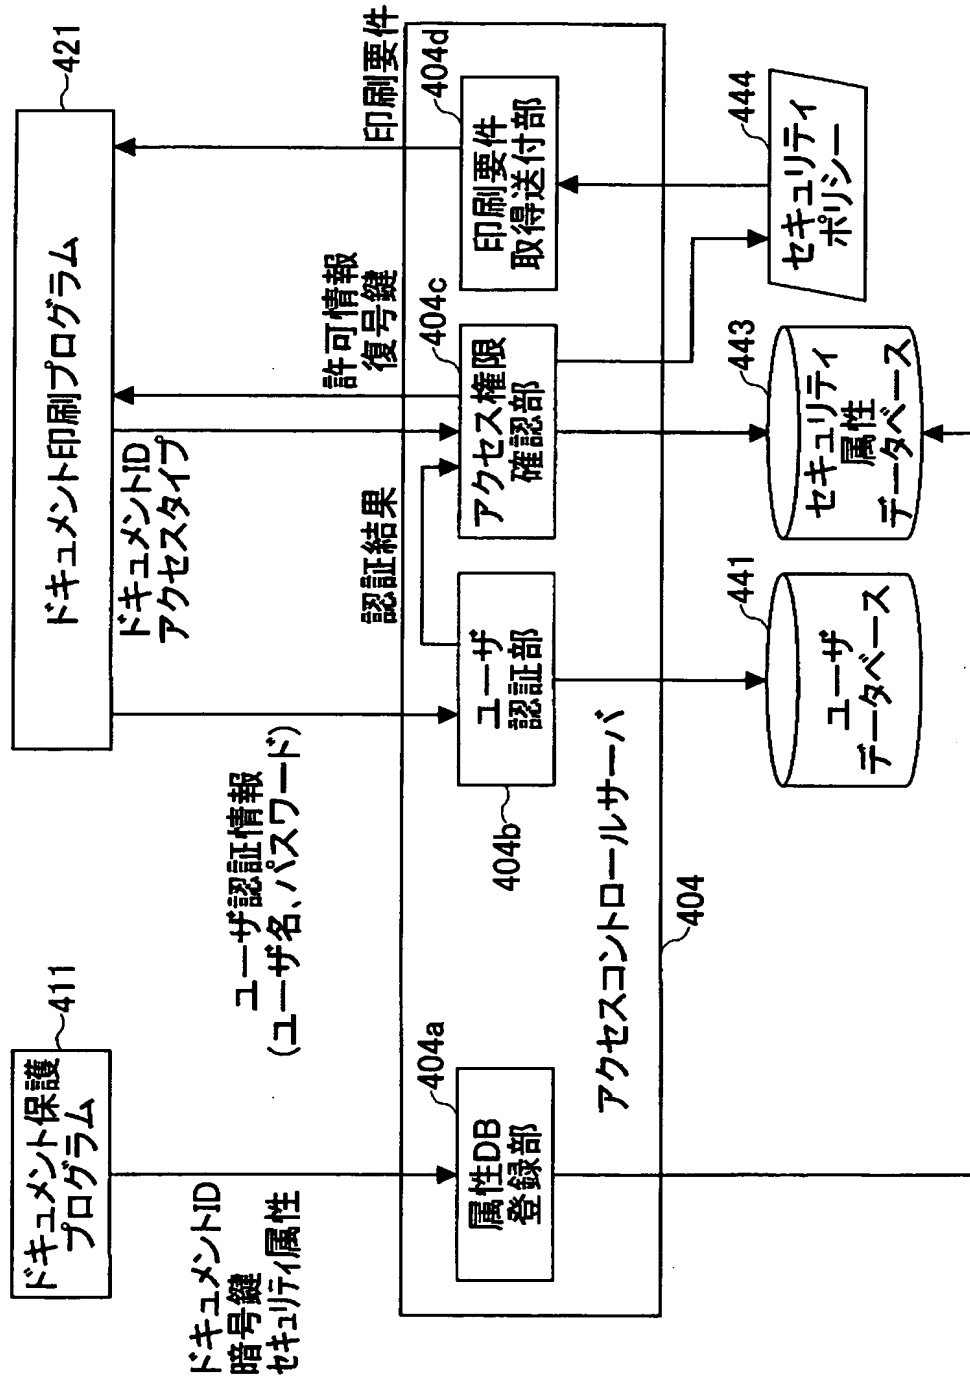 ドキュメント保護
プログラム
411
ドキュメント印刷プログラム
421
ドキュメントID
暗号鍵
セキュリティ属性
ユーザ認証情報
(ユーザ名、パスワード)
ドキュメントID
アクセスタイプ
認証結果
許可情報
復号鍵
印刷要件
404a
属性DB
登録部
404b
ユーザ
認証部
404c
アクセス権限
確認部
404d
印刷要件
取得送付部
アクセスコントロールサーバ
404
441
ユーザ
データベース
443
セキュリティ
属性
データベース
444
セキュリティ
ポリシー